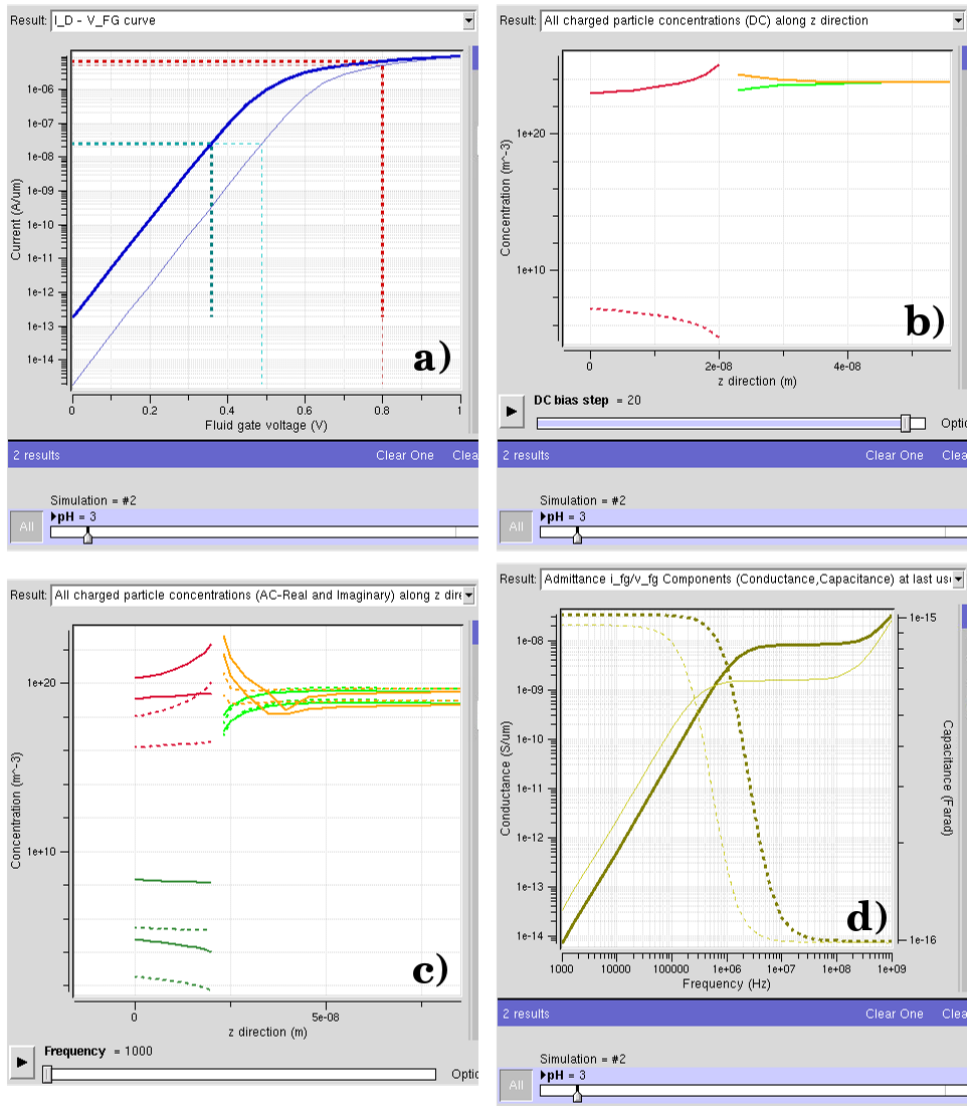 Result: I_D - V_FG curve
1e-06
1e-07
1e-08
1e-09
1e-10
1e-11
1e-12
1e-13
1e-14
Current (A/um)
0 0.2 0.4 0.6 0.8 1
Fluid gate voltage (V)
a)
2 results Clear One Clea
Simulation = #2
All
pH = 3
Result: All charged particle concentrations (DC) along z direction
1e+20
1e+10
Concentration (m^-3)
0 2e-08 4e-08
z direction (m)
b)
DC bias step = 20
Optic
2 results Clear One Clea
Simulation = #2
All
pH = 3
Result: All charged particle concentrations (AC-Real and Imaginary) along z dire
1e+20
1e+10
Concentration (m^-3)
0 5e-08
z direction (m)
c)
Frequency = 1000
Optic
Result: Admittance i_fg/v_fg Components (Conductance,Capacitance) at last use
1e-08
1e-09
1e-10
1e-11
1e-12
1e-13
1e-14
Conductance (S/um)
1e-15
1e-16
Capacitance (Farad)
1000 10000 100000 1e+06 1e+07 1e+08 1e+09
Frequency (Hz)
d)
2 results Clear One Clea
Simulation = #2
All
pH = 3